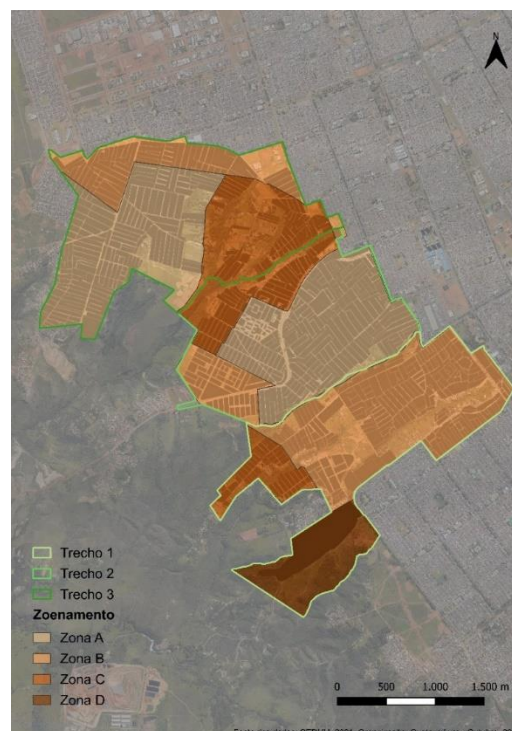 N
Trecho 1
Trecho 2
Trecho 3
Zoenamento
Zona A
Zona B
Zona C
Zona D
0 500 1.000 1.500 m